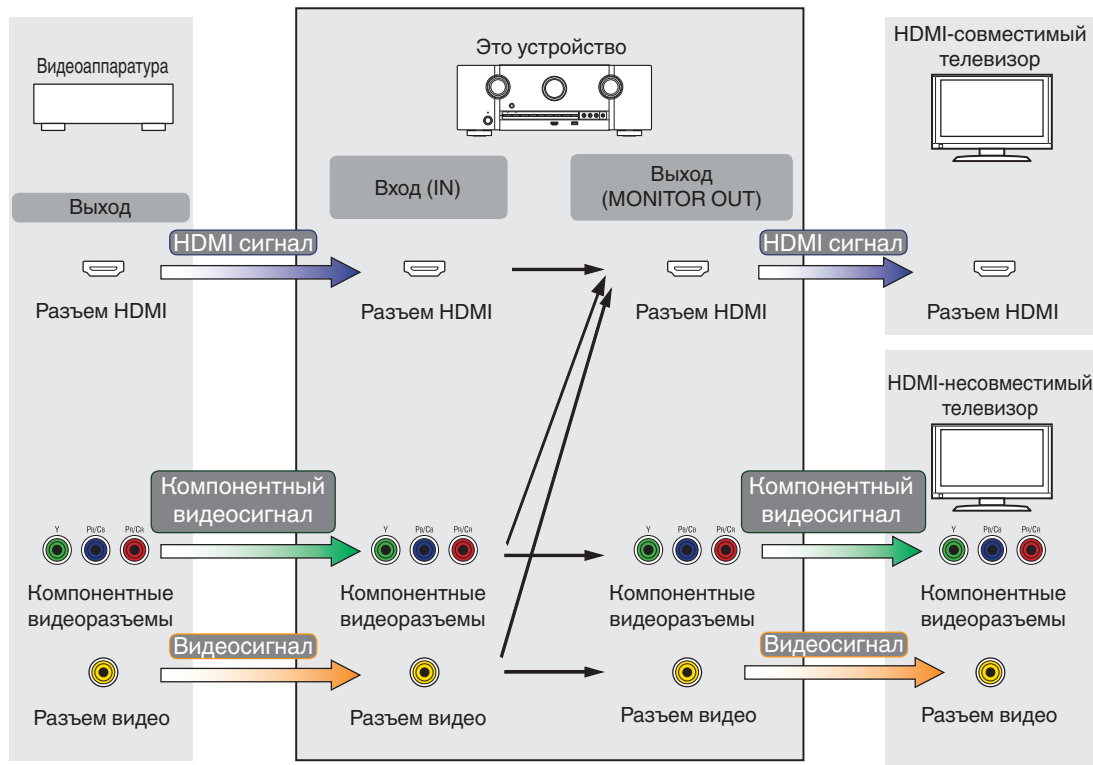 Видеоаппаратура
Это устройство
HDMI-совместимый
телевизор
Выход
Вход (IN)
Выход
(MONITOR OUT)
HDMI сигнал
HDMI сигнал
Разъем HDMI
Разъем HDMI
Разъем HDMI
Разъем HDMI
HDMI-несовместимый
телевизор
Компонентный
видеосигнал
Компонентный
видеосигнал
Y PB/CB PR/CR
Y PB/CB PR/CR
Y PB/CB PR/CR
Y PB/CB PR/CR
Компонентные
видеоразъемы
Компонентные
видеоразъемы
Компонентные
видеоразъемы
Компонентные
видеоразъемы
Видеосигнал
Видеосигнал
Разъем видео
Разъем видео
Разъем видео
Разъем видео